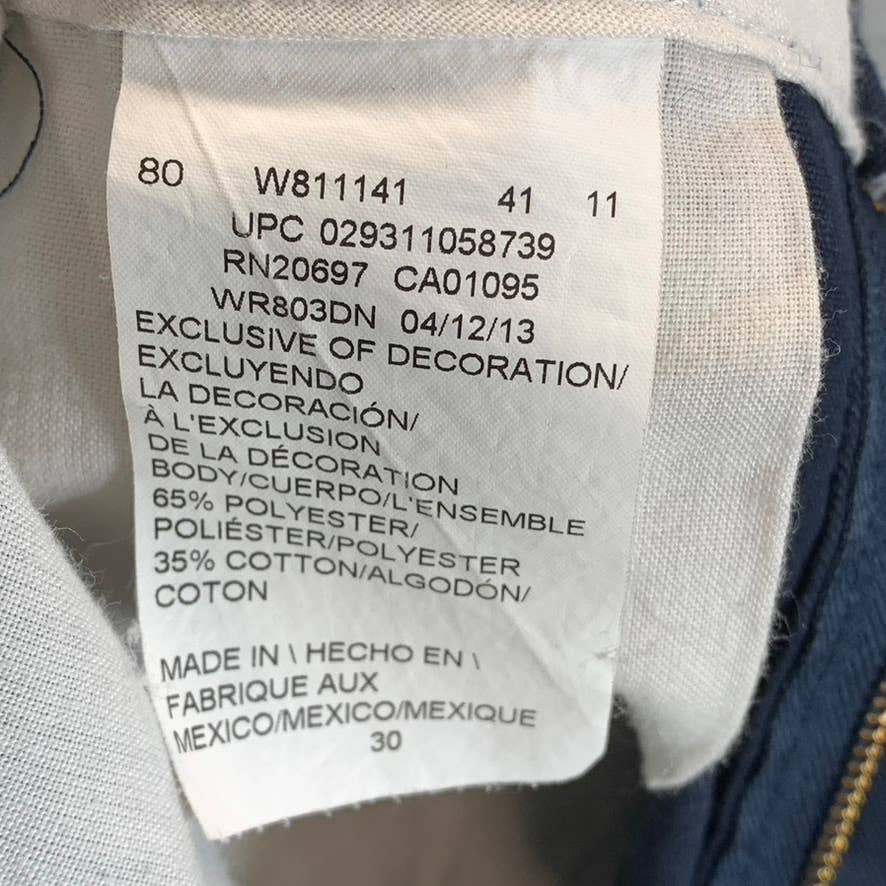 80 W811141 41 11
UPC 029311058739
RN20697 CA01095
WR803DN 04/12/13
EXCLUSIVE OF DECORATION/
EXCLUYENDO
LA DECORACIÓN/
À L'EXCLUSION
DE LA DÉCORATION
BODY/CUERPO/L'ENSEMBLE
65% POLYESTER/
POLIÉSTER/POLYESTER
35% COTTON/ALGODÓN/
COTON
MADE IN \ HECHO EN \
FABRIQUE AUX
MEXICO/MEXICO/MEXIQUE
30